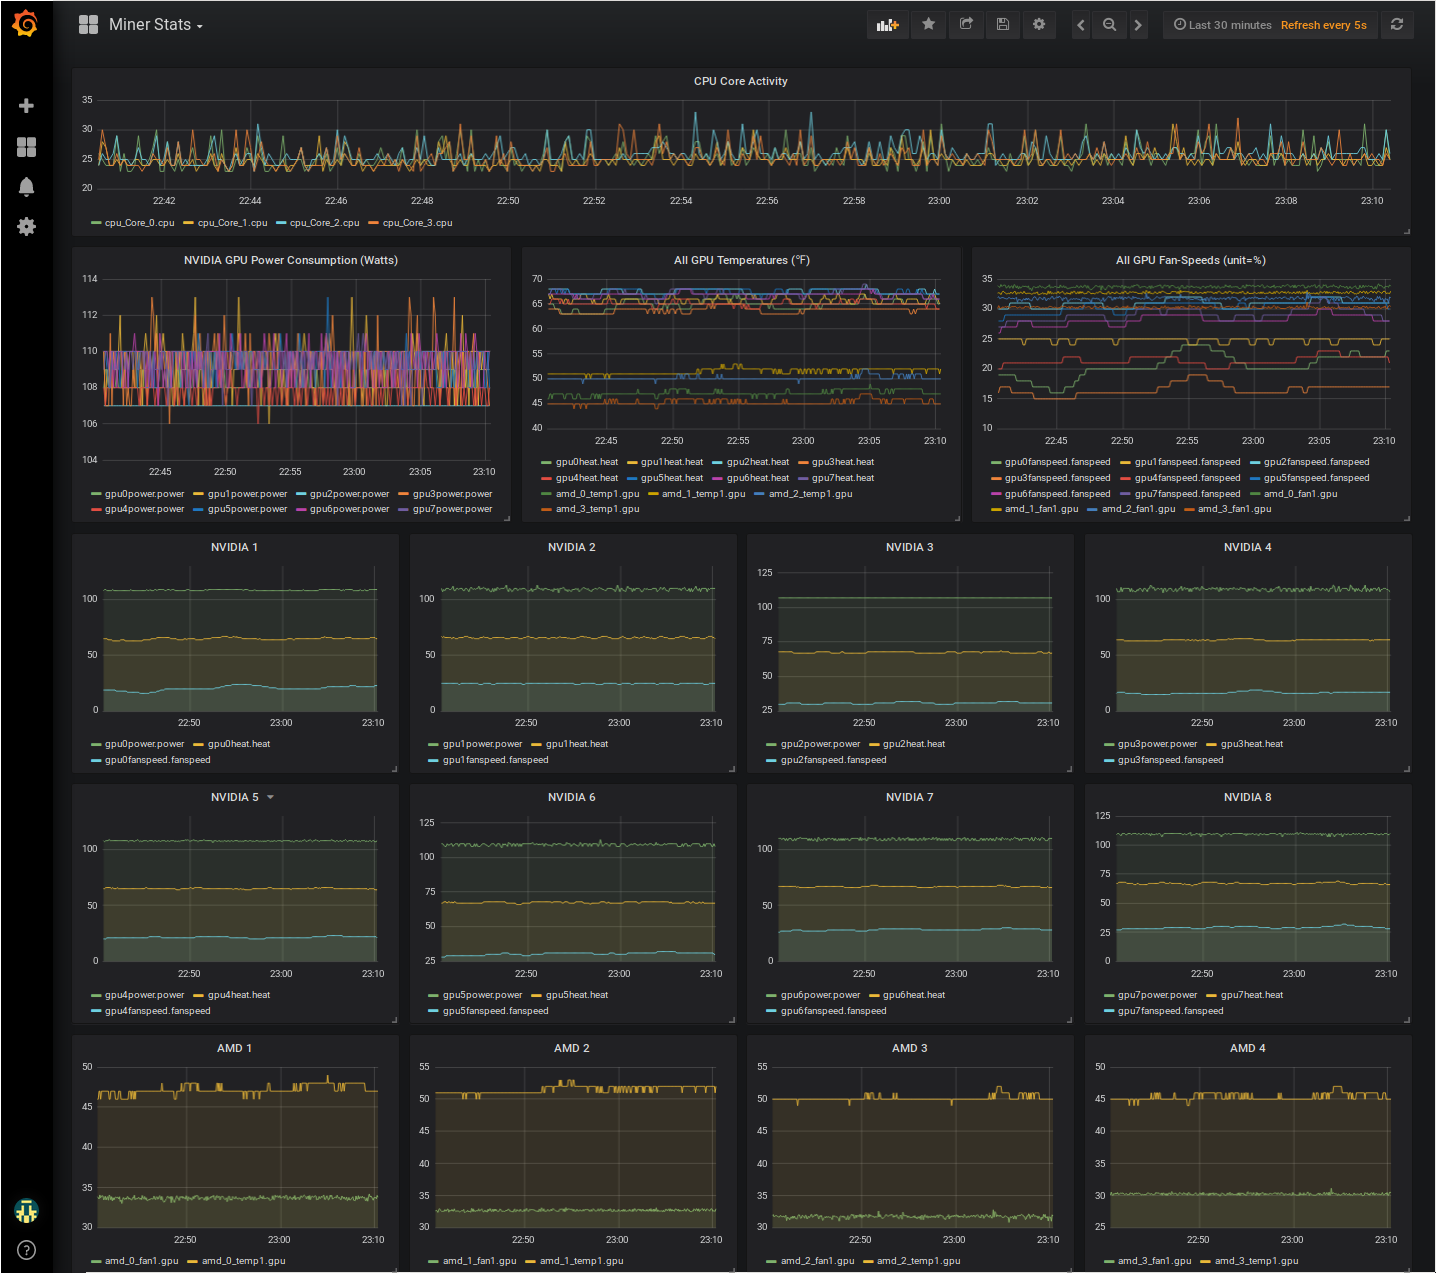 Miner Stats
Last 30 minutes Refresh every 5s
CPU Core Activity
35
30
25
20
22:42 22:44 22:46 22:48 22:50 22:52 22:54 22:56 22:58 23:00 23:02 23:04 23:06 23:08 23:10
cpu_Core_0.cpu cpu_Core_1.cpu cpu_Core_2.cpu cpu_Core_3.cpu
NVIDIA GPU Power Consumption (Watts)
114
112
110
108
106
104
22:45 22:50 22:55 23:00 23:05 23:10
gpu0power.power gpu1power.power gpu2power.power gpu3power.power
gpu4power.power gpu5power.power gpu6power.power gpu7power.power
All GPU Temperatures (°F)
70
65
60
55
50
45
40
22:45 22:50 22:55 23:00 23:05 23:10
gpu0heat.heat gpu1heat.heat gpu2heat.heat gpu3heat.heat
gpu4heat.heat gpu5heat.heat gpu6heat.heat gpu7heat.heat
amd_0_temp1.gpu amd_1_temp1.gpu amd_2_temp1.gpu
amd_3_temp1.gpu
All GPU Fan-Speeds (unit=%)
35
30
25
20
15
10
22:45 22:50 22:55 23:00 23:05 23:10
gpu0fanspeed.fanspeed gpu1fanspeed.fanspeed gpu2fanspeed.fanspeed
gpu3fanspeed.fanspeed gpu4fanspeed.fanspeed gpu5fanspeed.fanspeed
gpu6fanspeed.fanspeed gpu7fanspeed.fanspeed amd_0_fan1.gpu
amd_1_fan1.gpu amd_2_fan1.gpu amd_3_fan1.gpu
NVIDIA 1
100
50
0
22:50 23:00 23:10
gpu0power.power gpu0heat.heat
gpu0fanspeed.fanspeed
NVIDIA 2
100
50
0
22:50 23:00 23:10
gpu1power.power gpu1heat.heat
gpu1fanspeed.fanspeed
NVIDIA 3
125
100
75
50
25
22:50 23:00 23:10
gpu2power.power gpu2heat.heat
gpu2fanspeed.fanspeed
NVIDIA 4
100
50
0
22:50 23:00 23:10
gpu3power.power gpu3heat.heat
gpu3fanspeed.fanspeed
NVIDIA 5
100
50
0
22:50 23:00 23:10
gpu4power.power gpu4heat.heat
gpu4fanspeed.fanspeed
NVIDIA 6
125
100
75
50
25
22:50 23:00 23:10
gpu5power.power gpu5heat.heat
gpu5fanspeed.fanspeed
NVIDIA 7
100
50
0
22:50 23:00 23:10
gpu6power.power gpu6heat.heat
gpu6fanspeed.fanspeed
NVIDIA 8
125
100
75
50
25
0
22:50 23:00 23:10
gpu7power.power gpu7heat.heat
gpu7fanspeed.fanspeed
AMD 1
50
45
40
35
30
22:50 23:00 23:10
amd_0_fan1.gpu amd_0_temp1.gpu
AMD 2
55
50
45
40
35
30
22:50 23:00 23:10
amd_1_fan1.gpu amd_1_temp1.gpu
AMD 3
55
50
45
40
35
30
22:50 23:00 23:10
amd_2_fan1.gpu amd_2_temp1.gpu
AMD 4
50
45
40
35
30
25
22:50 23:00 23:10
amd_3_fan1.gpu amd_3_temp1.gpu